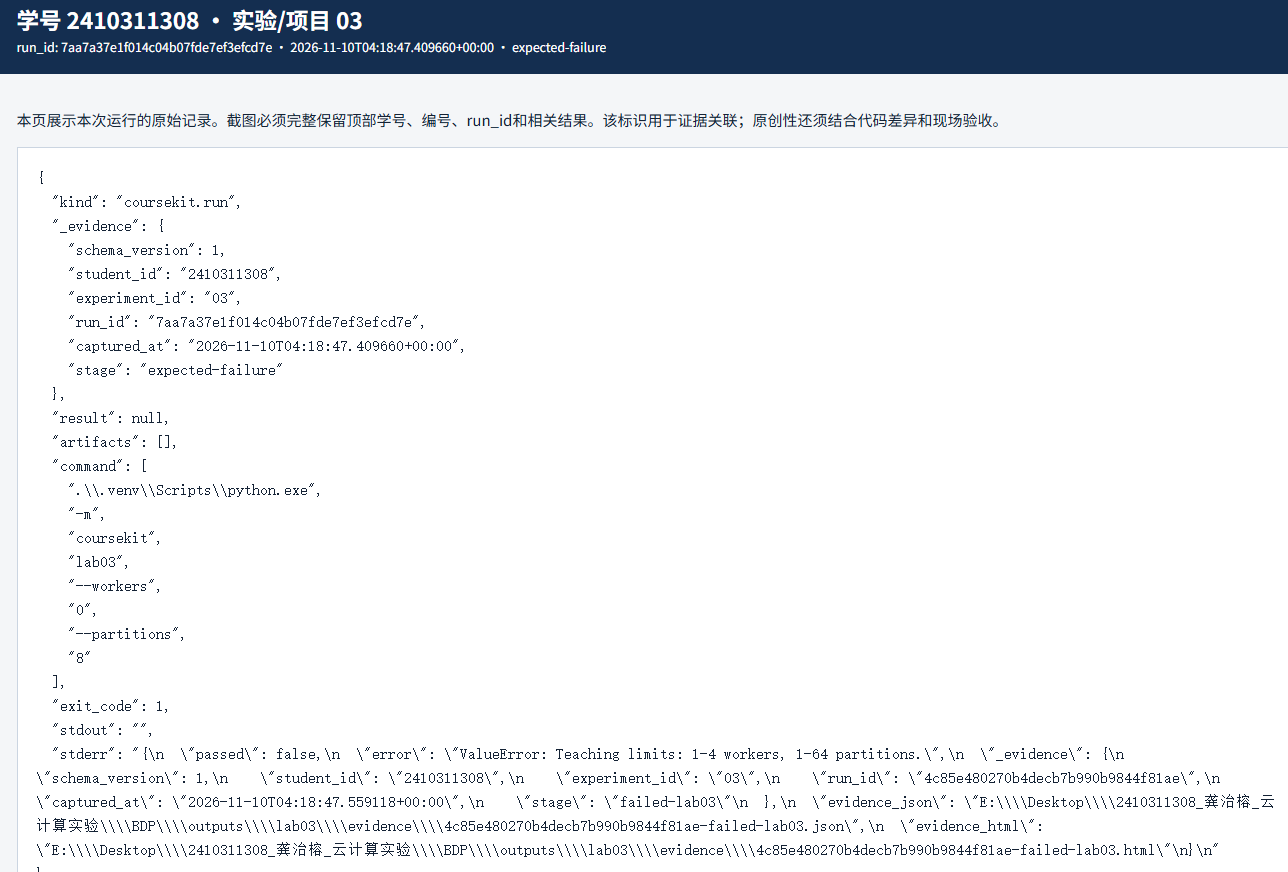 学号 2410311308 · 实验/项目 03
run_id: 7aa7a37e1f014c04b07fde7ef3efcd7e · 2026-11-10T04:18:47.409660+00:00 · expected-failure
本页展示本次运行的原始记录。截图必须完整保留顶部学号、编号、run_id和相关结果。该标识用于证据关联；原创性还须结合代码差异和现场验收。
{
  "kind": "coursekit.run",
  "_evidence": {
    "schema_version": 1,
    "student_id": "2410311308",
    "experiment_id": "03",
    "run_id": "7aa7a37e1f014c04b07fde7ef3efcd7e",
    "captured_at": "2026-11-10T04:18:47.409660+00:00",
    "stage": "expected-failure"
  },
  "result": null,
  "artifacts": [],
  "command": [
    ".\\.venv\\Scripts\\python.exe",
    "-m",
    "coursekit",
    "lab03",
    "--workers",
    "0",
    "--partitions",
    "8"
  ],
  "exit_code": 1,
  "stdout": "",
  "stderr": "{\n  \"passed\": false,\n  \"error\": \"ValueError: Teaching limits: 1-4 workers, 1-64 partitions.\",\n  \"_evidence\": {\n
\"schema_version\": 1,\n    \"student_id\": \"2410311308\",\n    \"experiment_id\": \"03\",\n    \"run_id\": \"4c85e480270b4decb7b990b9844f81ae\",\n
\"captured_at\": \"2026-11-10T04:18:47.559118+00:00\",\n    \"stage\": \"failed-lab03\"\n  },\n  \"evidence_json\": \"E:\\\\Desktop\\\\2410311308_龚治榕_云
计算实验\\\\BDP\\\\outputs\\\\lab03\\\\evidence\\\\4c85e480270b4decb7b990b9844f81ae-failed-lab03.json\",\n  \"evidence_html\":
\"E:\\\\Desktop\\\\2410311308_龚治榕_云计算实验\\\\BDP\\\\outputs\\\\lab03\\\\evidence\\\\4c85e480270b4decb7b990b9844f81ae-failed-lab03.html\"\n}\n"